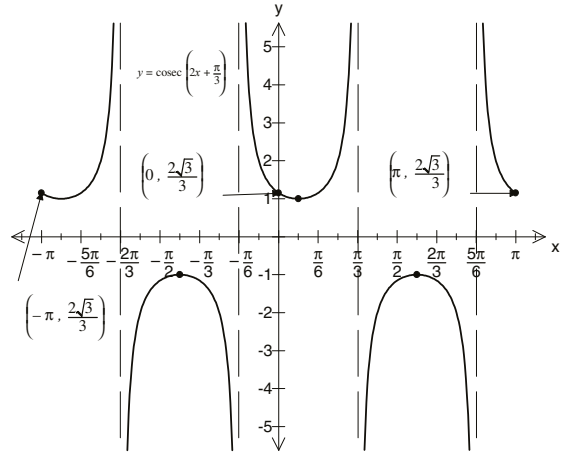 y
5
y = cosec (2x + π/3)
4
3
2
(0 , 2√3/3)
(π , 2√3/3)
1
x
−π −5π/6 −2π/3 −π/2 −π/3 −π/6 π/6 π/3 π/2 2π/3 5π/6 π
-1
(−π , 2√3/3)
-2
-3
-4
-5